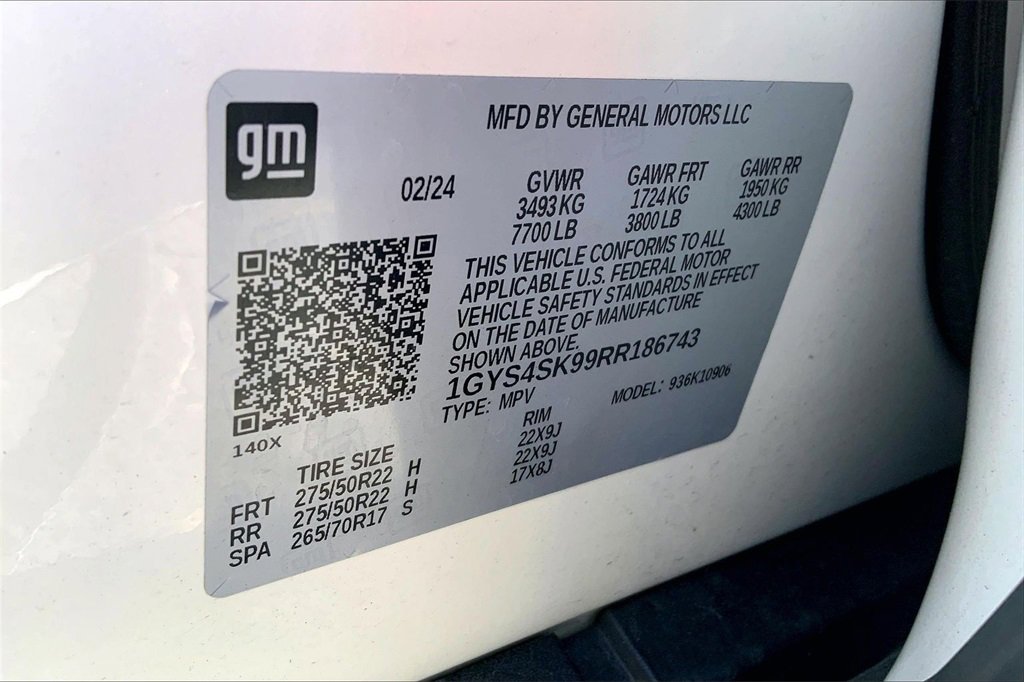 gm
MFD BY GENERAL MOTORS LLC
02/24
GVWR GAWR FRT GAWR RR
3493 KG 1724 KG 1950 KG
7700 LB 3800 LB 4300 LB
THIS VEHICLE CONFORMS TO ALL
APPLICABLE U.S. FEDERAL MOTOR
VEHICLE SAFETY STANDARDS IN EFFECT
ON THE DATE OF MANUFACTURE
SHOWN ABOVE.
1GYS4SK99RR186743
TYPE: MPV MODEL: 936K10906
140X
TIRE SIZE RIM
FRT 275/50R22 H 22X9J
RR 275/50R22 H 22X9J
SPA 265/70R17 S 17X8J